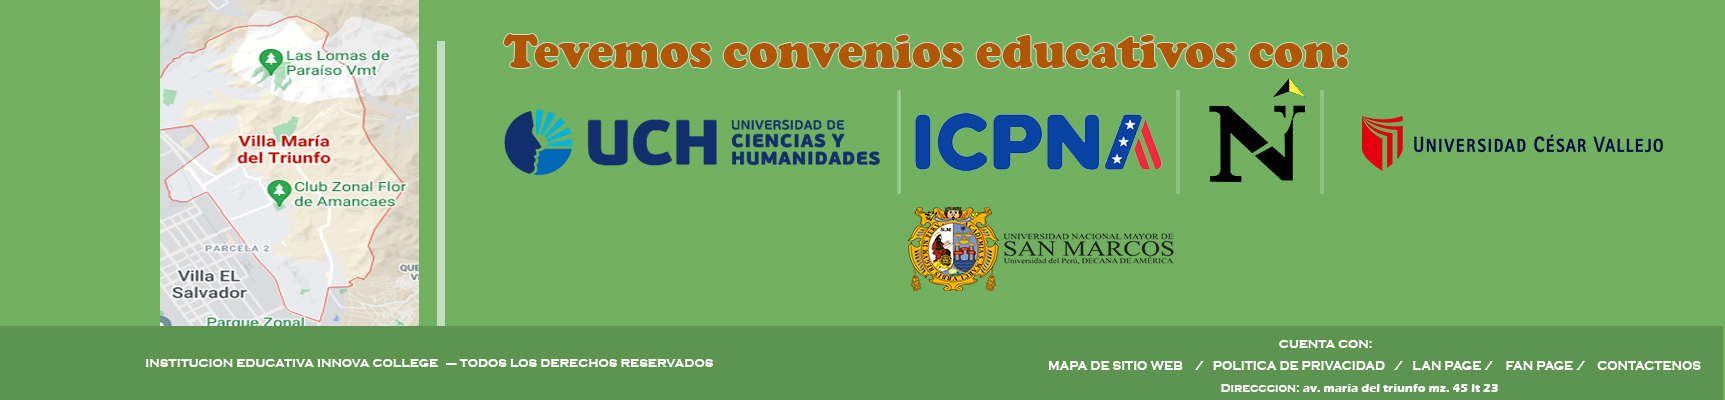 Las Lomas de
Paraíso Vmt
Villa María
del Triunfo
Club Zonal Flor
de Amancaes
PARCELA 2
Villa EL
Salvador
QUE
V
Parque Zonal
Tevemos convenios educativos con:
UCH UNIVERSIDAD DE
CIENCIAS Y
HUMANIDADES
ICPNA
N
UNIVERSIDAD CÉSAR VALLEJO
UNIVERSIDAD NACIONAL MAYOR DE
SAN MARCOS
Universidad del Perú, DECANA DE AMÉRICA
INSTITUCION EDUCATIVA INNOVA COLLEGE – TODOS LOS DERECHOS RESERVADOS
CUENTA CON:
MAPA DE SITIO WEB / POLITICA DE PRIVACIDAD / LAN PAGE / FAN PAGE / CONTACTENOS
DIRECCCION: av. maria del triunfo mz. 45 lt 23